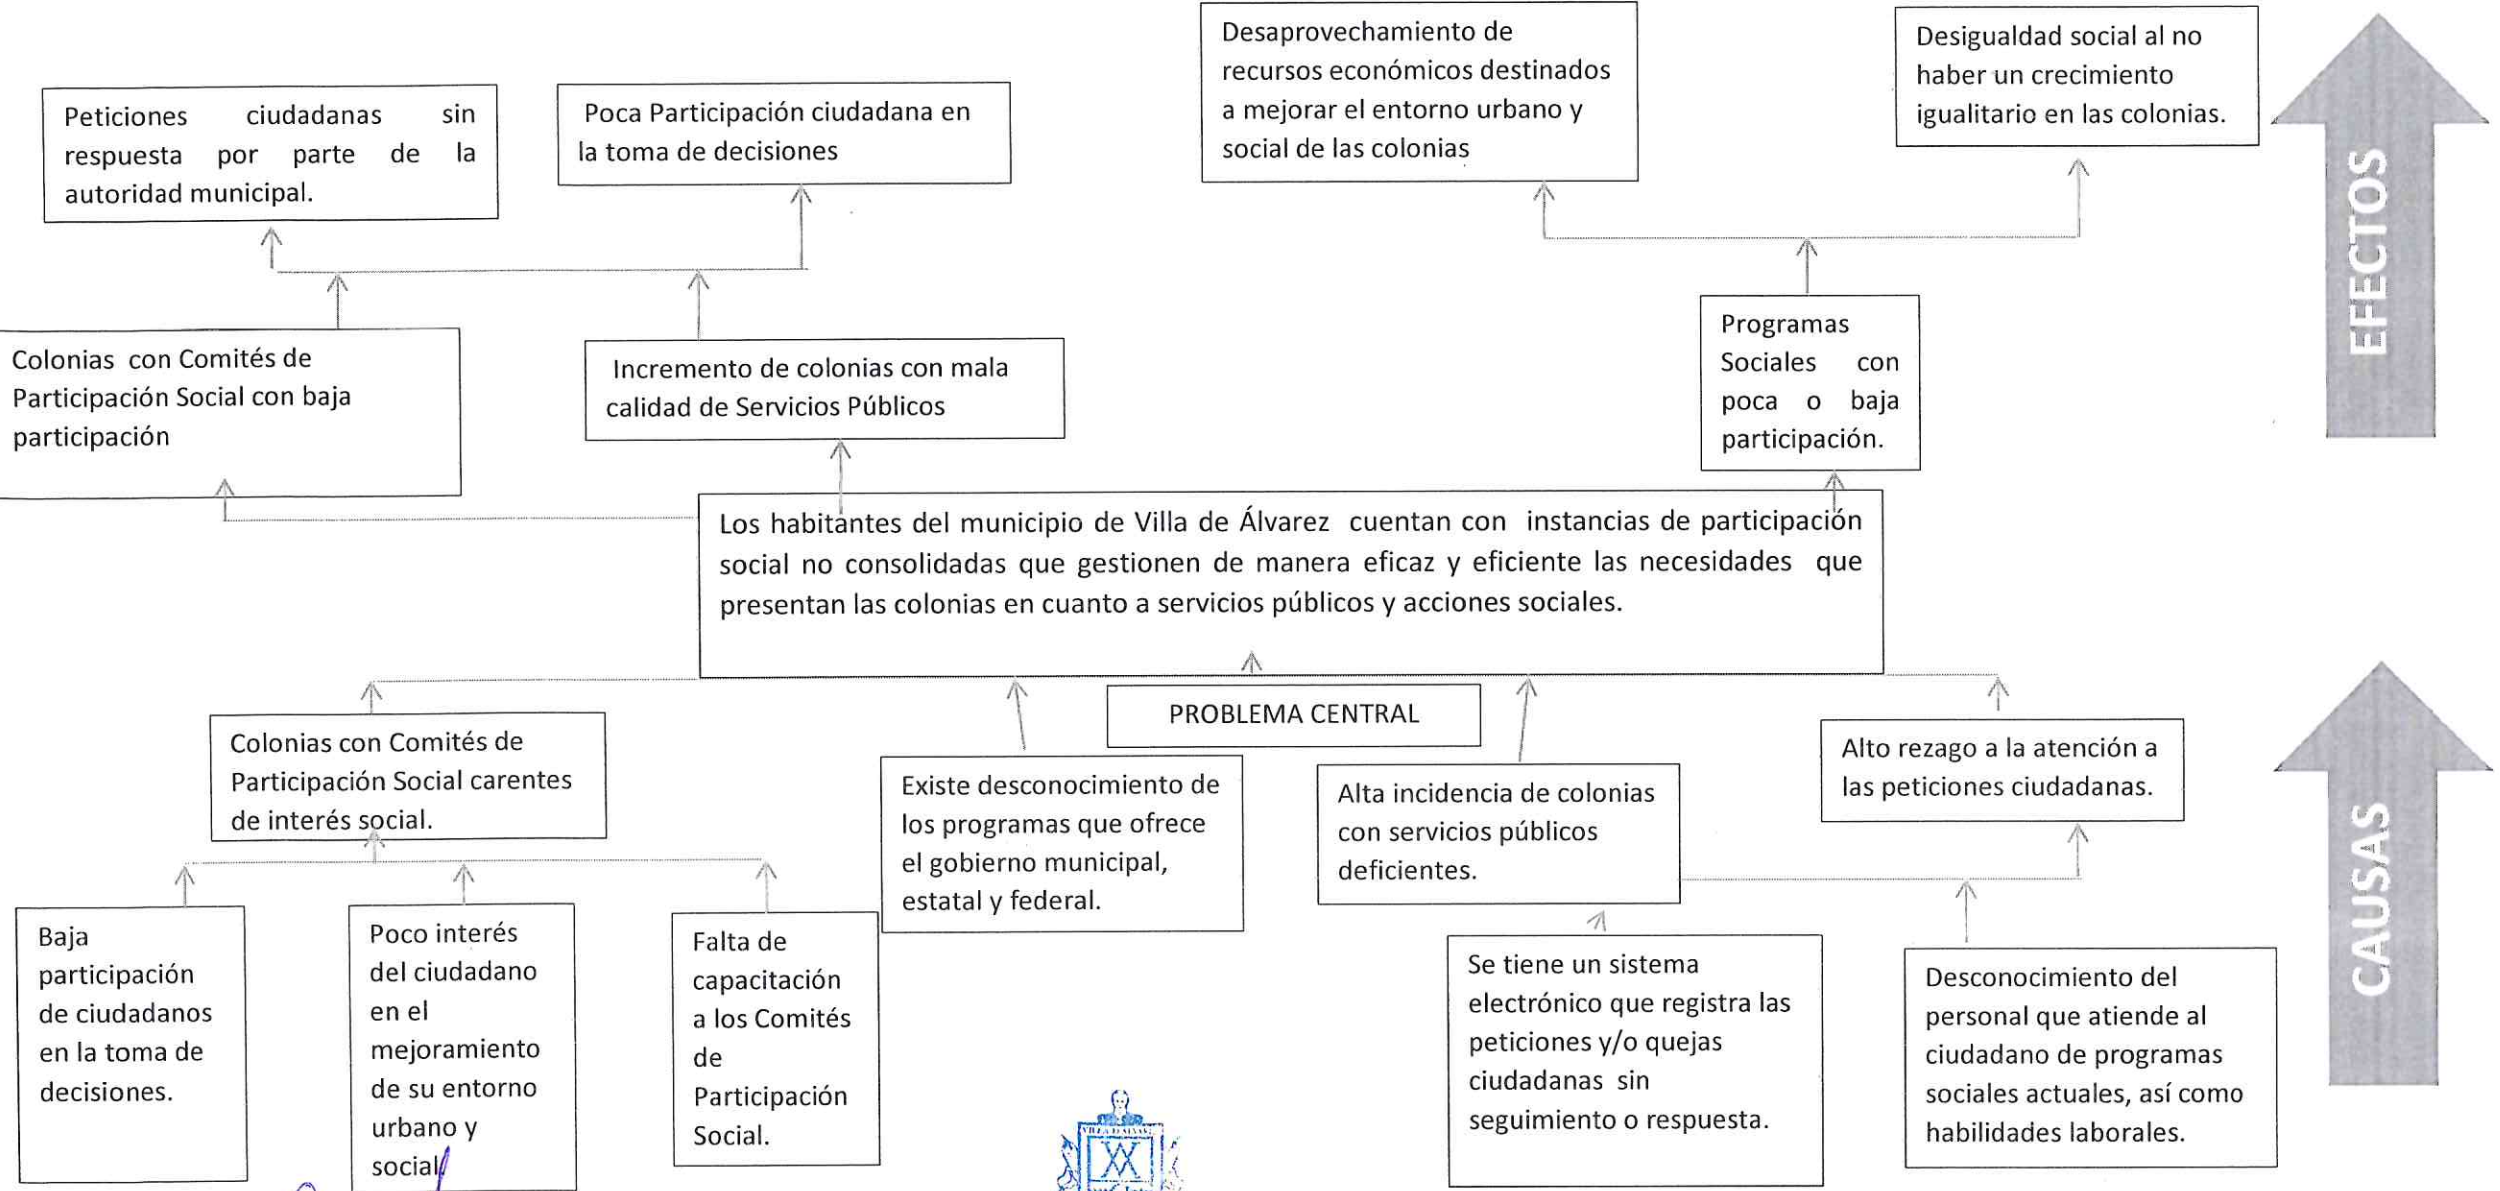 Peticiones ciudadanas sin
respuesta por parte de la
autoridad municipal.
Poca Participación ciudadana en
la toma de decisiones
Desaprovechamiento de
recursos económicos destinados
a mejorar el entorno urbano y
social de las colonias
Desigualdad social al no
haber un crecimiento
igualitario en las colonias.
EFECTOS
Colonias con Comités de
Participación Social con baja
participación
Incremento de colonias con mala
calidad de Servicios Públicos
Programas
Sociales con
poca o baja
participación.
Los habitantes del municipio de Villa de Álvarez cuentan con instancias de participación
social no consolidadas que gestionen de manera eficaz y eficiente las necesidades que
presentan las colonias en cuanto a servicios públicos y acciones sociales.
PROBLEMA CENTRAL
Colonias con Comités de
Participación Social carentes
de interés social.
Existe desconocimiento de
los programas que ofrece
el gobierno municipal,
estatal y federal.
Alta incidencia de colonias
con servicios públicos
deficientes.
Alto rezago a la atención a
las peticiones ciudadanas.
CAUSAS
Baja
participación
de ciudadanos
en la toma de
decisiones.
Poco interés
del ciudadano
en el
mejoramiento
de su entorno
urbano y
social
Falta de
capacitación
a los Comités
de
Participación
Social.
Se tiene un sistema
electrónico que registra las
peticiones y/o quejas
ciudadanas sin
seguimiento o respuesta.
Desconocimiento del
personal que atiende al
ciudadano de programas
sociales actuales, así como
habilidades laborales.